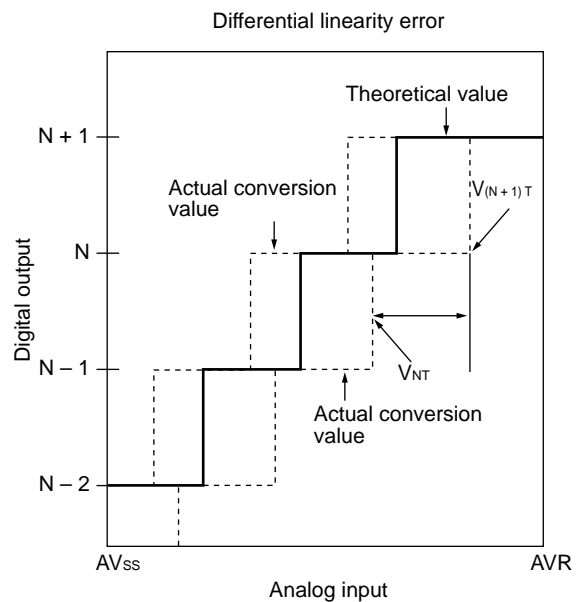 Differential linearity error
Theoretical value
N + 1
V(N + 1) T
Actual conversion
value
N
Digital output
N – 1
VNT
Actual conversion
value
N – 2
AVSS
AVR
Analog input